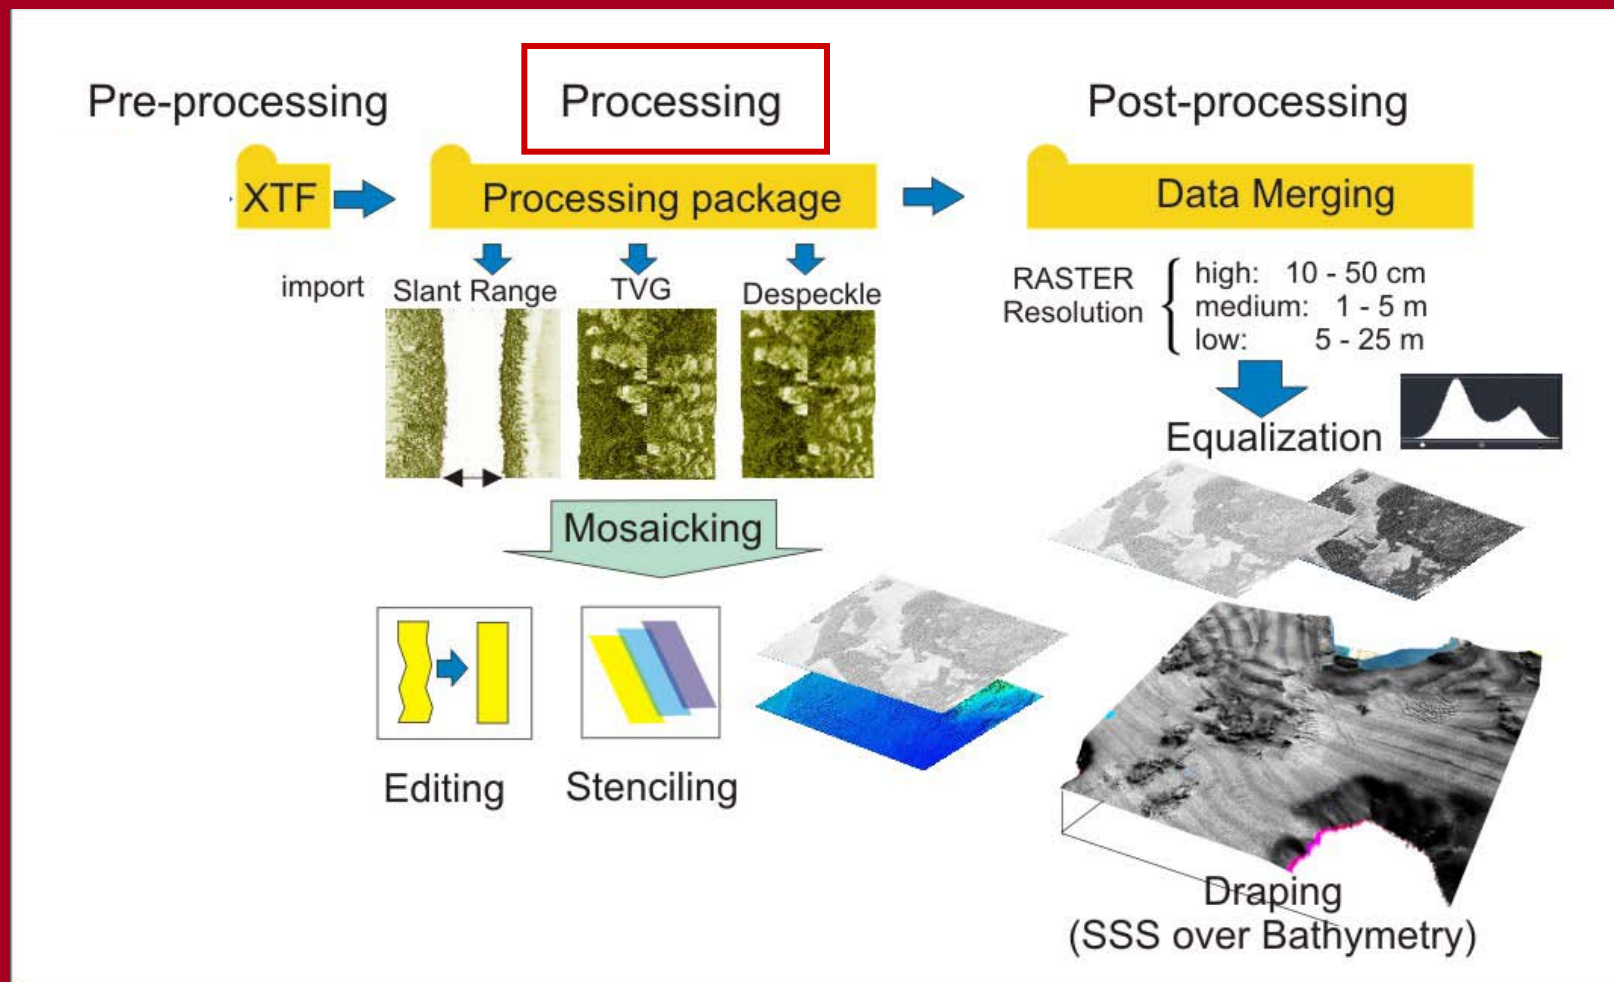 Pre-processing
Processing
Post-processing
XTF
Processing package
Data Merging
import
Slant Range
TVG
Despeckle
RASTER
Resolution
high: 10 - 50 cm
medium: 1 - 5 m
low: 5 - 25 m
Equalization
Mosaicking
Editing
Stenciling
Draping
(SSS over Bathymetry)